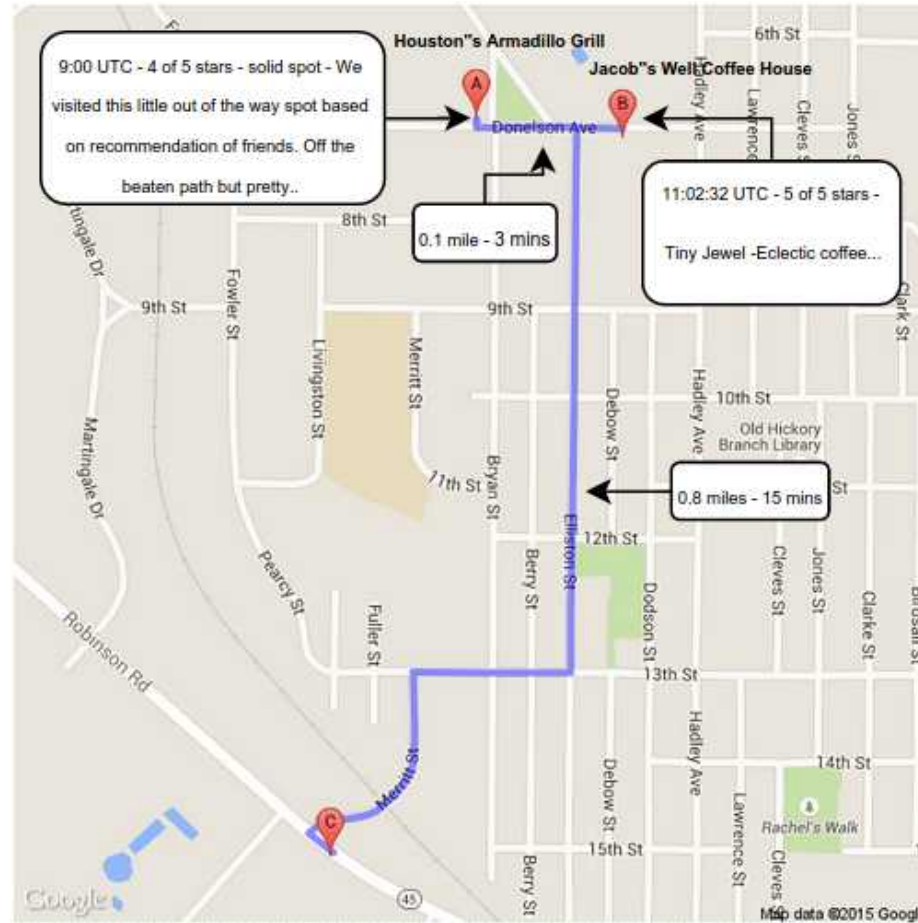 Houston"s Armadillo Grill
6th St
9:00 UTC - 4 of 5 stars - solid spot - We
visited this little out of the way spot based
on recommendation of friends. Off the
beaten path but pretty..
A
Jacob"s Well Coffee House
B
Hadley Ave
Lawrence
Cleves St
Jones St
Donelson Ave
11:02:32 UTC - 5 of 5 stars -
Tiny Jewel -Eclectic coffee...
0.1 mile - 3 mins
8th St
tingale Dr
Fowler St
9th St
9th St
Clark St
Livingston St
Merritt St
Debow St
Hadley Ave
10th St
Old Hickory
Branch Library
Martingale Dr
Bryan St
11th St
0.8 miles - 15 mins
St
Elliston St
12th St
Pearcy St
Berry St
Dodson St
Cleves St
Jones St
Clarke St
Birdsall St
Robinson Rd
Fuller St
13th St
Merritt St
Hadley Ave
14th St
Debow St
Lawrence St
Rachel's Walk
C
15th St
Cleves St
Berry St
45
Google
Map data ©2015 Googl